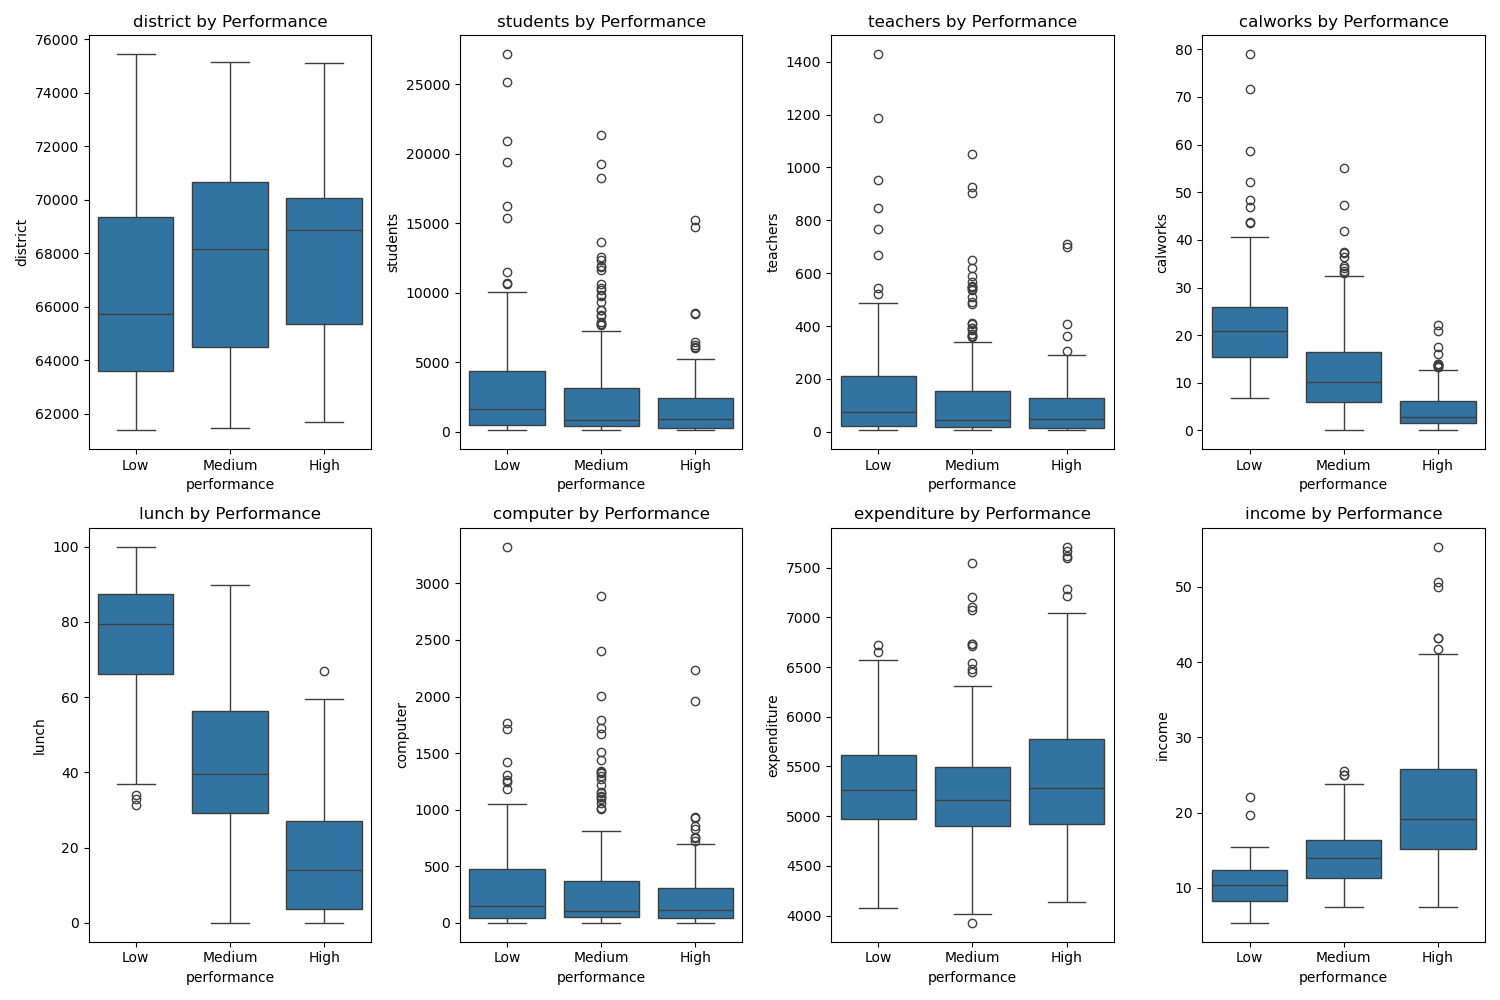 district by Performance
76000
74000
72000
70000
68000
66000
64000
62000
district
Low Medium High
performance
students by Performance
25000
20000
15000
10000
5000
0
students
Low Medium High
performance
teachers by Performance
1400
1200
1000
800
600
400
200
0
teachers
Low Medium High
performance
calworks by Performance
80
70
60
50
40
30
20
10
0
calworks
Low Medium High
performance
lunch by Performance
100
80
60
40
20
0
lunch
Low Medium High
performance
computer by Performance
3000
2500
2000
1500
1000
500
0
computer
Low Medium High
performance
expenditure by Performance
7500
7000
6500
6000
5500
5000
4500
4000
expenditure
Low Medium High
performance
income by Performance
50
40
30
20
10
income
Low Medium High
performance